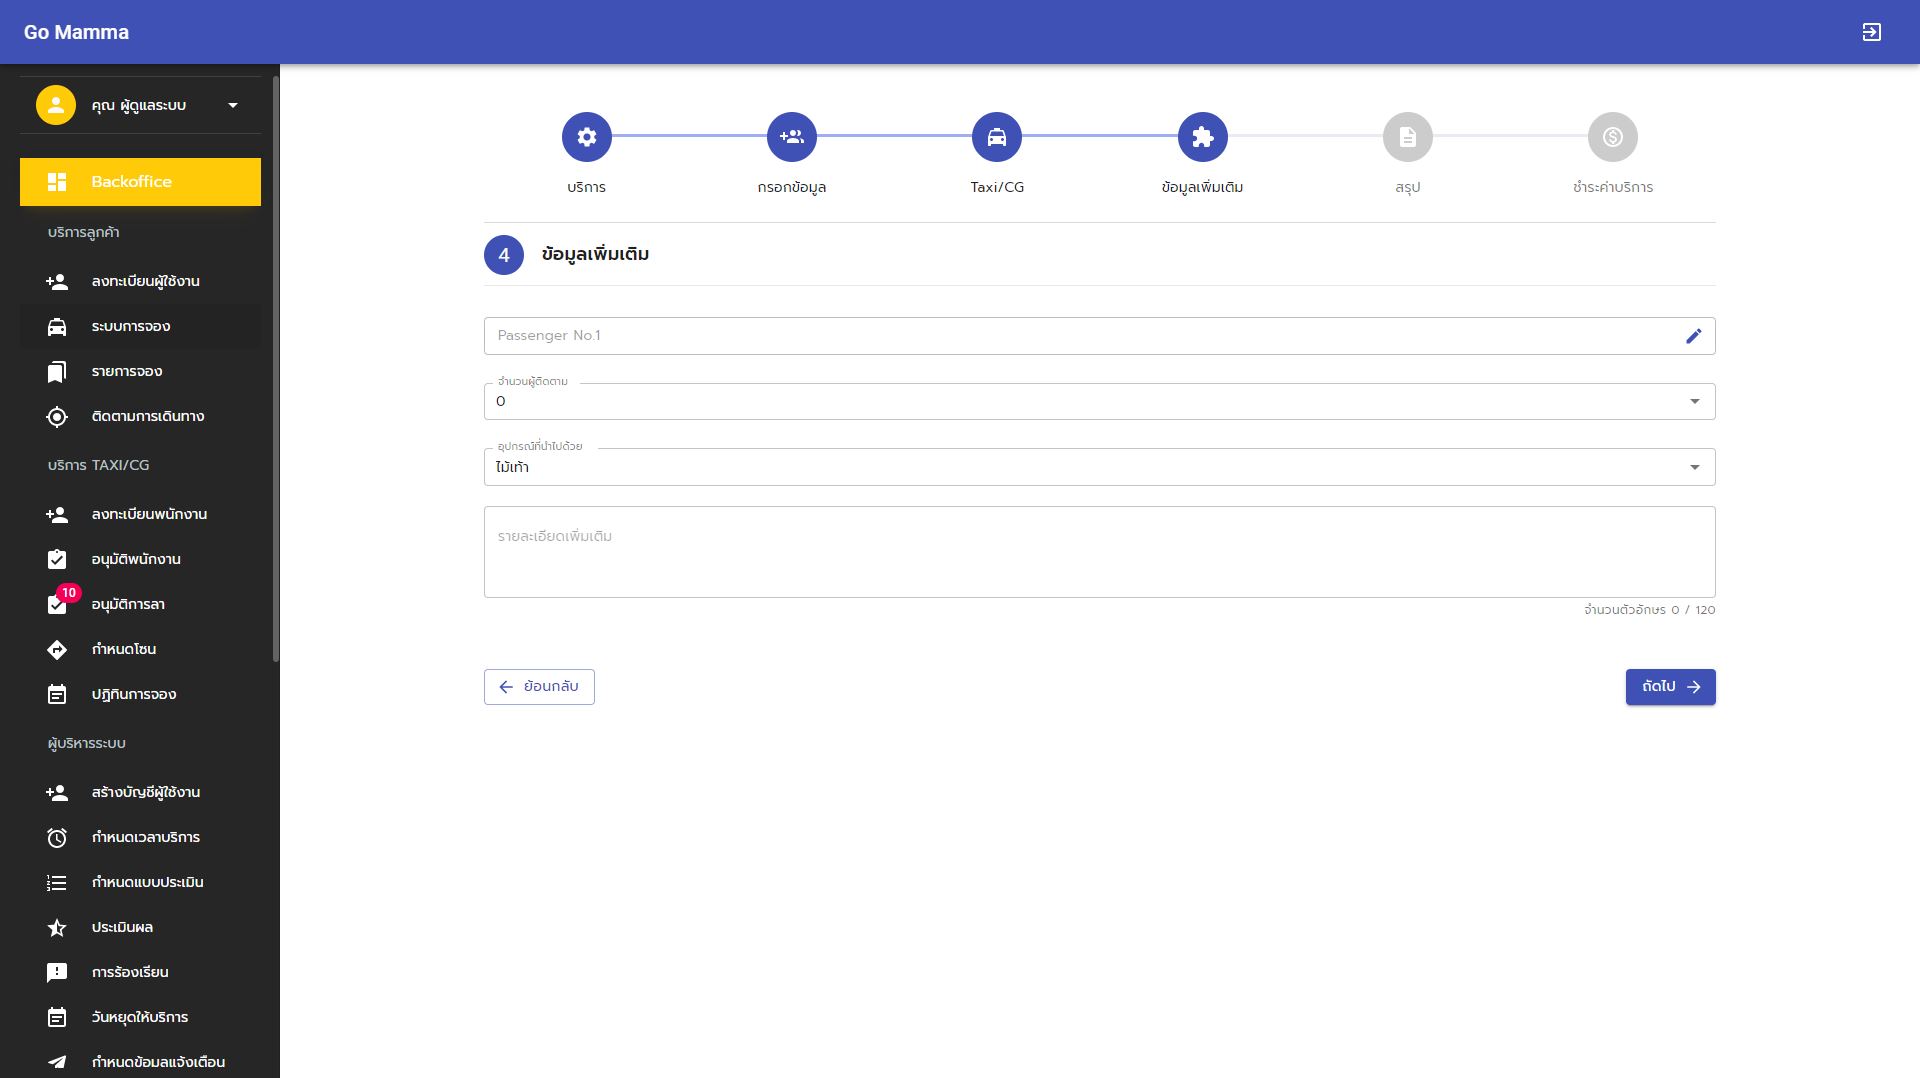 Go Mamma
คุณ ผู้ดูแลระบบ
Backoffice
บริการลูกค้า
ลงทะเบียนผู้ใช้งาน
ระบบการจอง
รายการจอง
ติดตามการเดินทาง
บริการ TAXI/CG
ลงทะเบียนพนักงาน
อนุมัติพนักงาน
10
อนุมัติการลา
กำหนดโซน
ปฏิทินการจอง
ผู้บริหารระบบ
สร้างบัญชีผู้ใช้งาน
กำหนดเวลาบริการ
กำหนดแบบประเมิน
ประเมินผล
การร้องเรียน
วันหยุดให้บริการ
กำหนดข้อมูลแจ้งเตือน
บริการ
กรอกข้อมูล
Taxi/CG
ข้อมูลเพิ่มเติม
สรุป
ชำระค่าบริการ
4 ข้อมูลเพิ่มเติม
Passenger No.1
จำนวนผู้ติดตาม
0
อุปกรณ์ที่นำไปด้วย
ไม้เท้า
รายละเอียดเพิ่มเติม
จำนวนตัวอักษร 0 / 120
ย้อนกลับ
ถัดไป